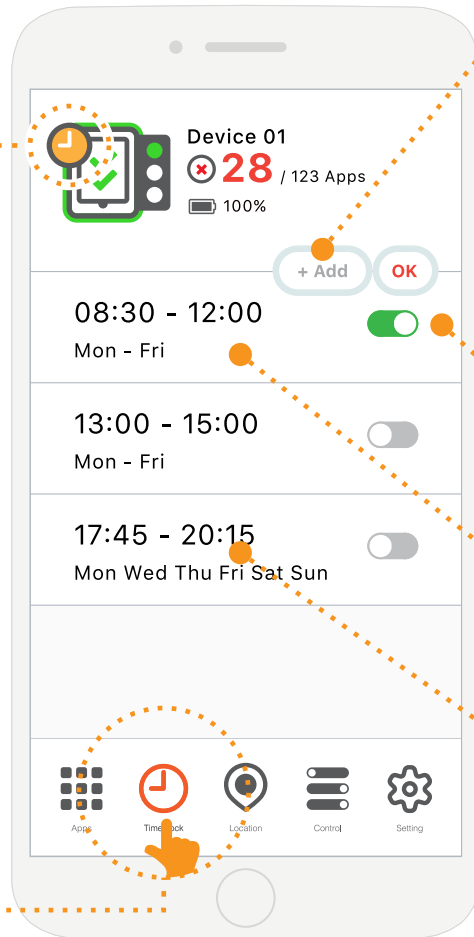 Device 01
28 / 123 Apps
100%
+ Add
OK
08:30 - 12:00
Mon - Fri
13:00 - 15:00
Mon - Fri
17:45 - 20:15
Mon Wed Thu Fri Sat Sun
Apps
Location
Control
Setting